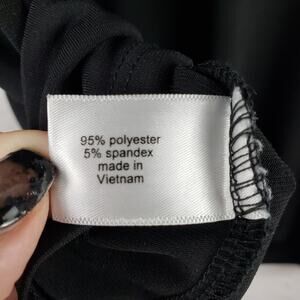 95% polyester
5% spandex
made in
Vietnam